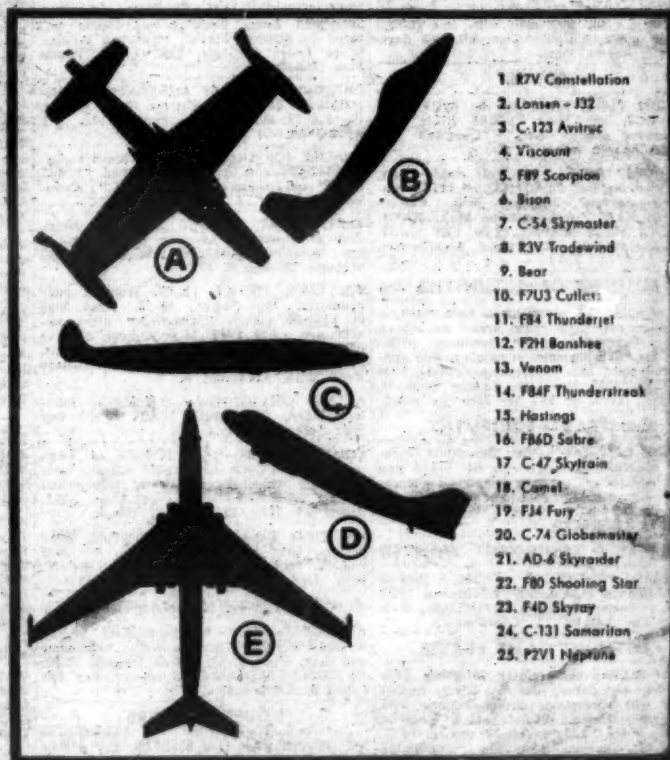 A
B
C
D
E
1. R7V Constellation
2. Lansen - J32
3. C-123 Avitruc
4. Viscount
5. F89 Scorpion
6. Bison
7. C-54 Skymaster
8. R3V Tradewind
9. Bear
10. F7U3 Cutlass
11. F84 Thunderjet
12. F2H Banshee
13. Venom
14. F84F Thunderstreak
15. Hastings
16. F86D Sabre
17. C-47 Skytrain
18. Camel
19. FJ4 Fury
20. C-74 Globemaster
21. AD-6 Skyraider
22. F80 Shooting Star
23. F4D Skyray
24. C-131 Samaritan
25. P2V1 Neptune